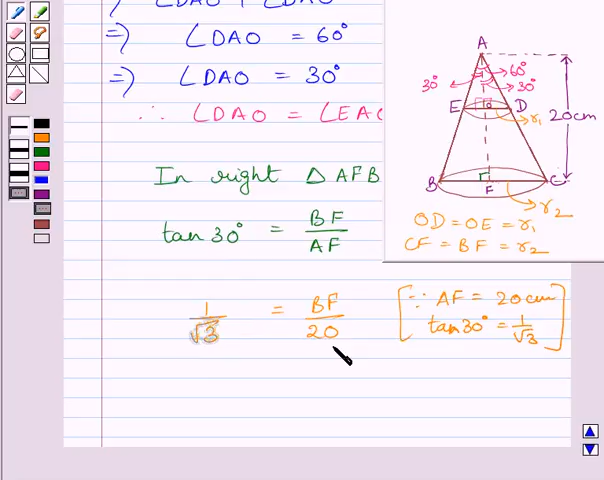 ⇒ ∠DAO = 60°
⇒ ∠DAO = 30°
∴ ∠DAO = ∠EAO
In right △ AFB
tan 30° = BF/AF
1/√3 = BF/20
[∵ AF = 20 cm
tan 30° = 1/√3]
A
60°
30°
30°
E
O
D
r₁
20cm
B
r
F
C
r₂
OD = OE = r₁
CF = BF = r₂